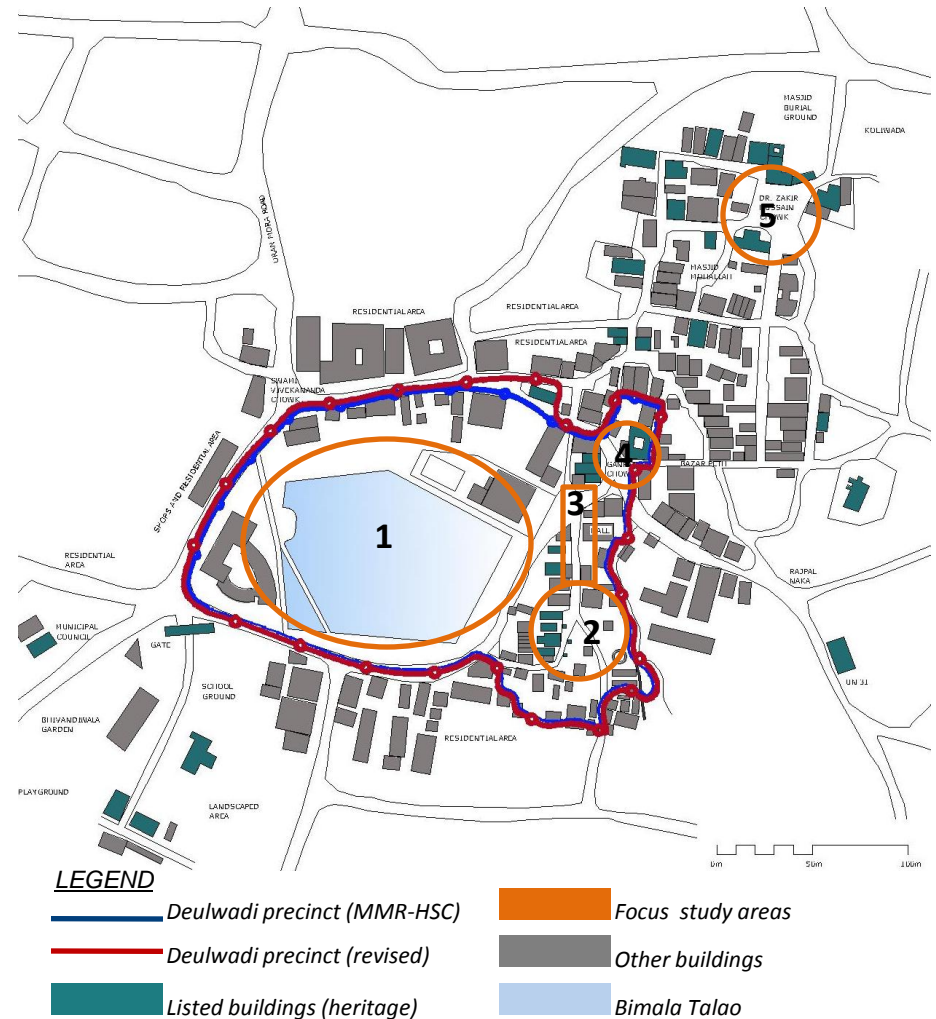 MASJID
BURIAL
GROUND
KOLIWADA
DR. ZAKIR
CHOWK
5
URAN MORA ROAD
MASJID
MOHALLAH
RESIDENTIAL AREA
RESIDENTIAL AREA
RESIDENTIAL AREA
SWAMI
VIVEKANANDA
CHOWK
SHOPS AND RESIDENTIAL AREA
4
CHOWK
BAZAR PETH
3
1
RESIDENTIAL
AREA
RAJPAL
NAKA
MUNICIPAL
COUNCIL
GATE
2
SCHOOL
GROUND
BHIVANDIWALA
GARDEN
RESIDENTIAL AREA
PLAYGROUND
LANDSCAPED
AREA
0m 50m 100m
LEGEND
Deulwadi precinct (MMR-HSC)
Focus study areas
Deulwadi precinct (revised)
Other buildings
Listed buildings (heritage)
Bimala Talao